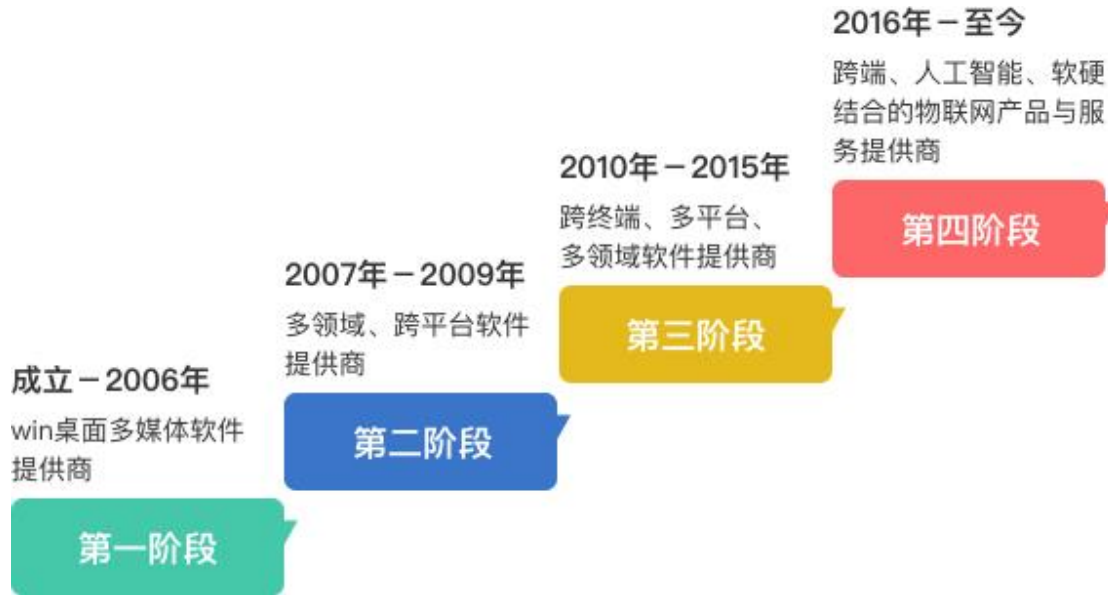 成立－2006年
win桌面多媒体软件
提供商
第一阶段
2007年－2009年
多领域、跨平台软件
提供商
第二阶段
2010年－2015年
跨终端、多平台、
多领域软件提供商
第三阶段
2016年－至今
跨端、人工智能、软硬
结合的物联网产品与服
务提供商
第四阶段